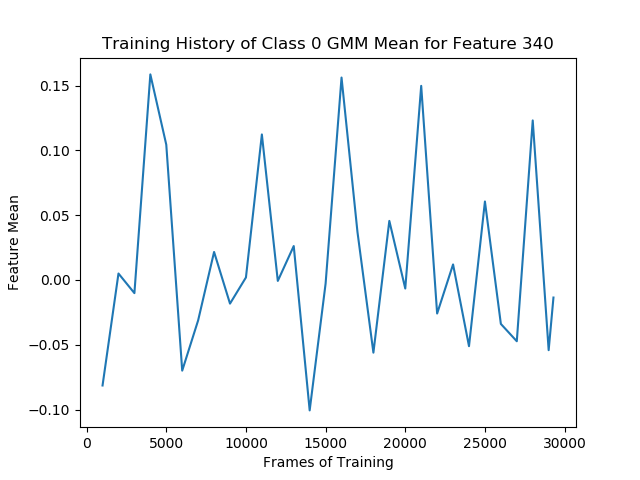 Training History of Class 0 GMM Mean for Feature 340
0.15
0.10
0.05
0.00
−0.05
−0.10
Feature Mean
0 5000 10000 15000 20000 25000 30000
Frames of Training